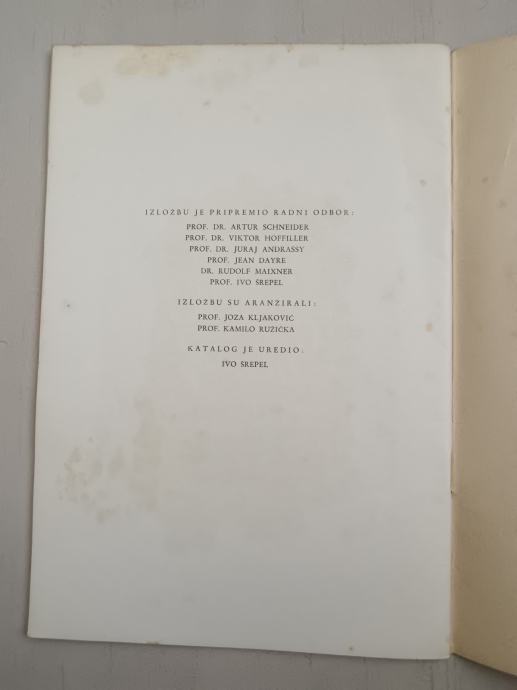 IZLOŽBU JE PRIPREMIO RADNI ODBOR:
PROF. DR. ARTUR SCHNEIDER
PROF. DR. VIKTOR HOFFILLER
PROF. DR. JURAJ ANDRASSY
PROF. JEAN DAYRE
DR. RUDOLF MAIXNER
PROF. IVO ŠREPEL
IZLOŽBU SU ARANŽIRALI:
PROF. JOZA KLJAKOVIĆ
PROF. KAMILO RUŽIČKA
KATALOG JE UREDIO:
IVO ŠREPEL